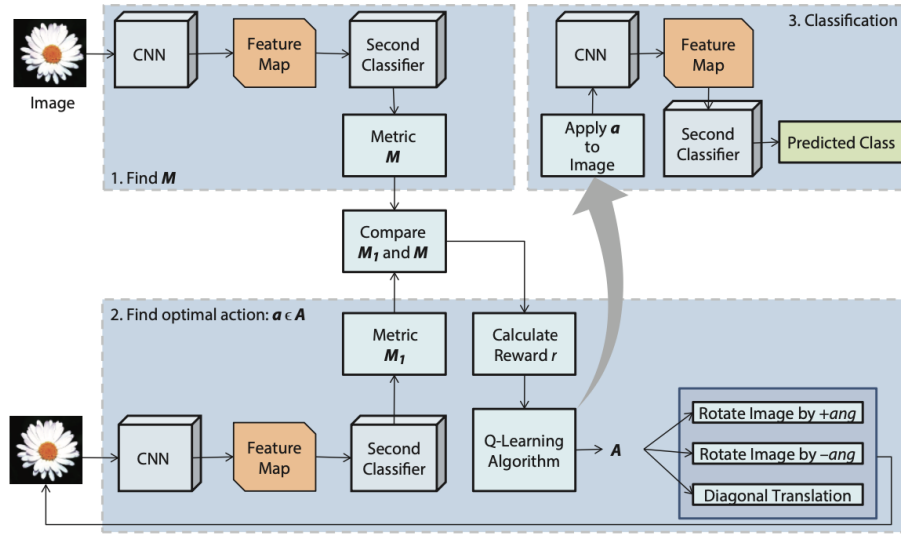 Image
CNN
Feature
Map
Second
Classifier
Metric
M
1. Find M
3. Classification
CNN
Feature
Map
Apply a
to
Image
Second
Classifier
Predicted Class
Compare
M₁ and M
2. Find optimal action: a ϵ A
Metric
M₁
Calculate
Reward r
CNN
Feature
Map
Second
Classifier
Q-Learning
Algorithm
A
Rotate Image by +ang
Rotate Image by –ang
Diagonal Translation